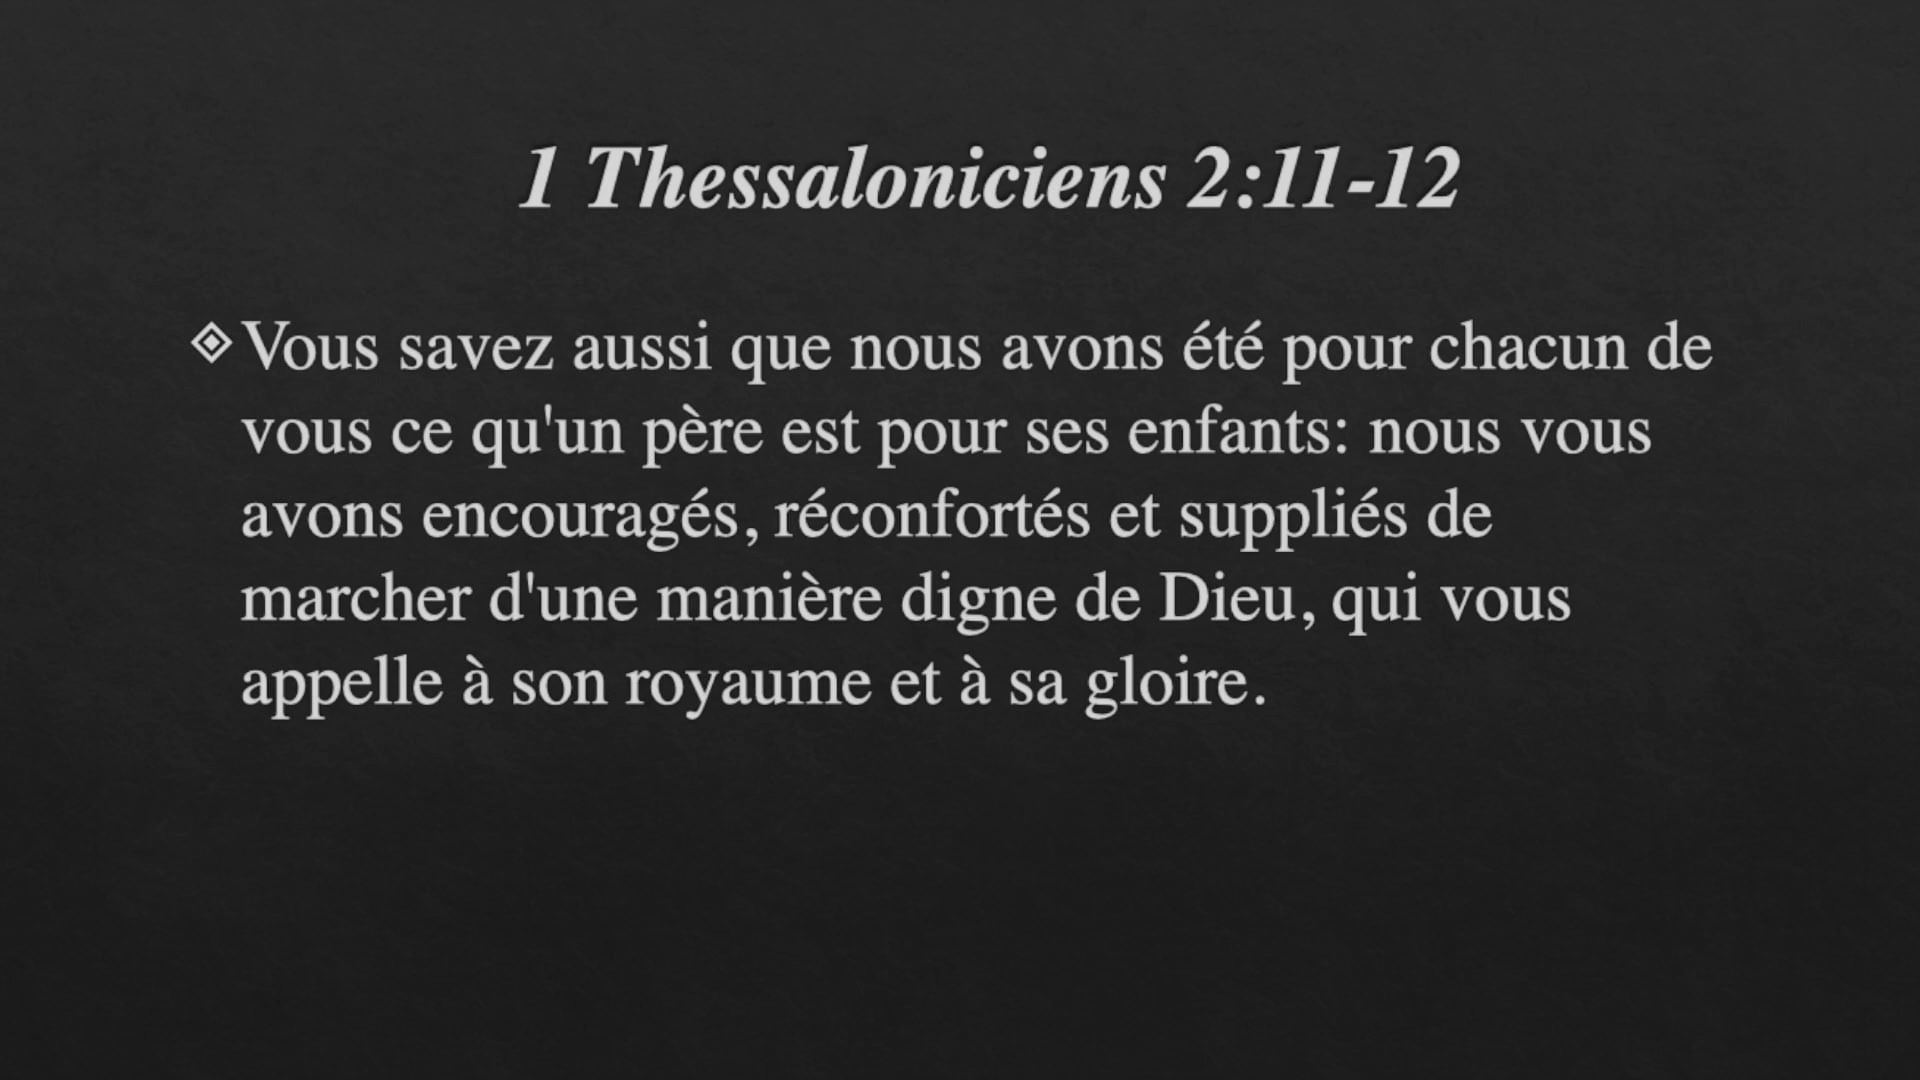 1 Thessaloniciens 2:11-12
Vous savez aussi que nous avons été pour chacun de
vous ce qu'un père est pour ses enfants: nous vous
avons encouragés, réconfortés et suppliés de
marcher d'une manière digne de Dieu, qui vous
appelle à son royaume et à sa gloire.